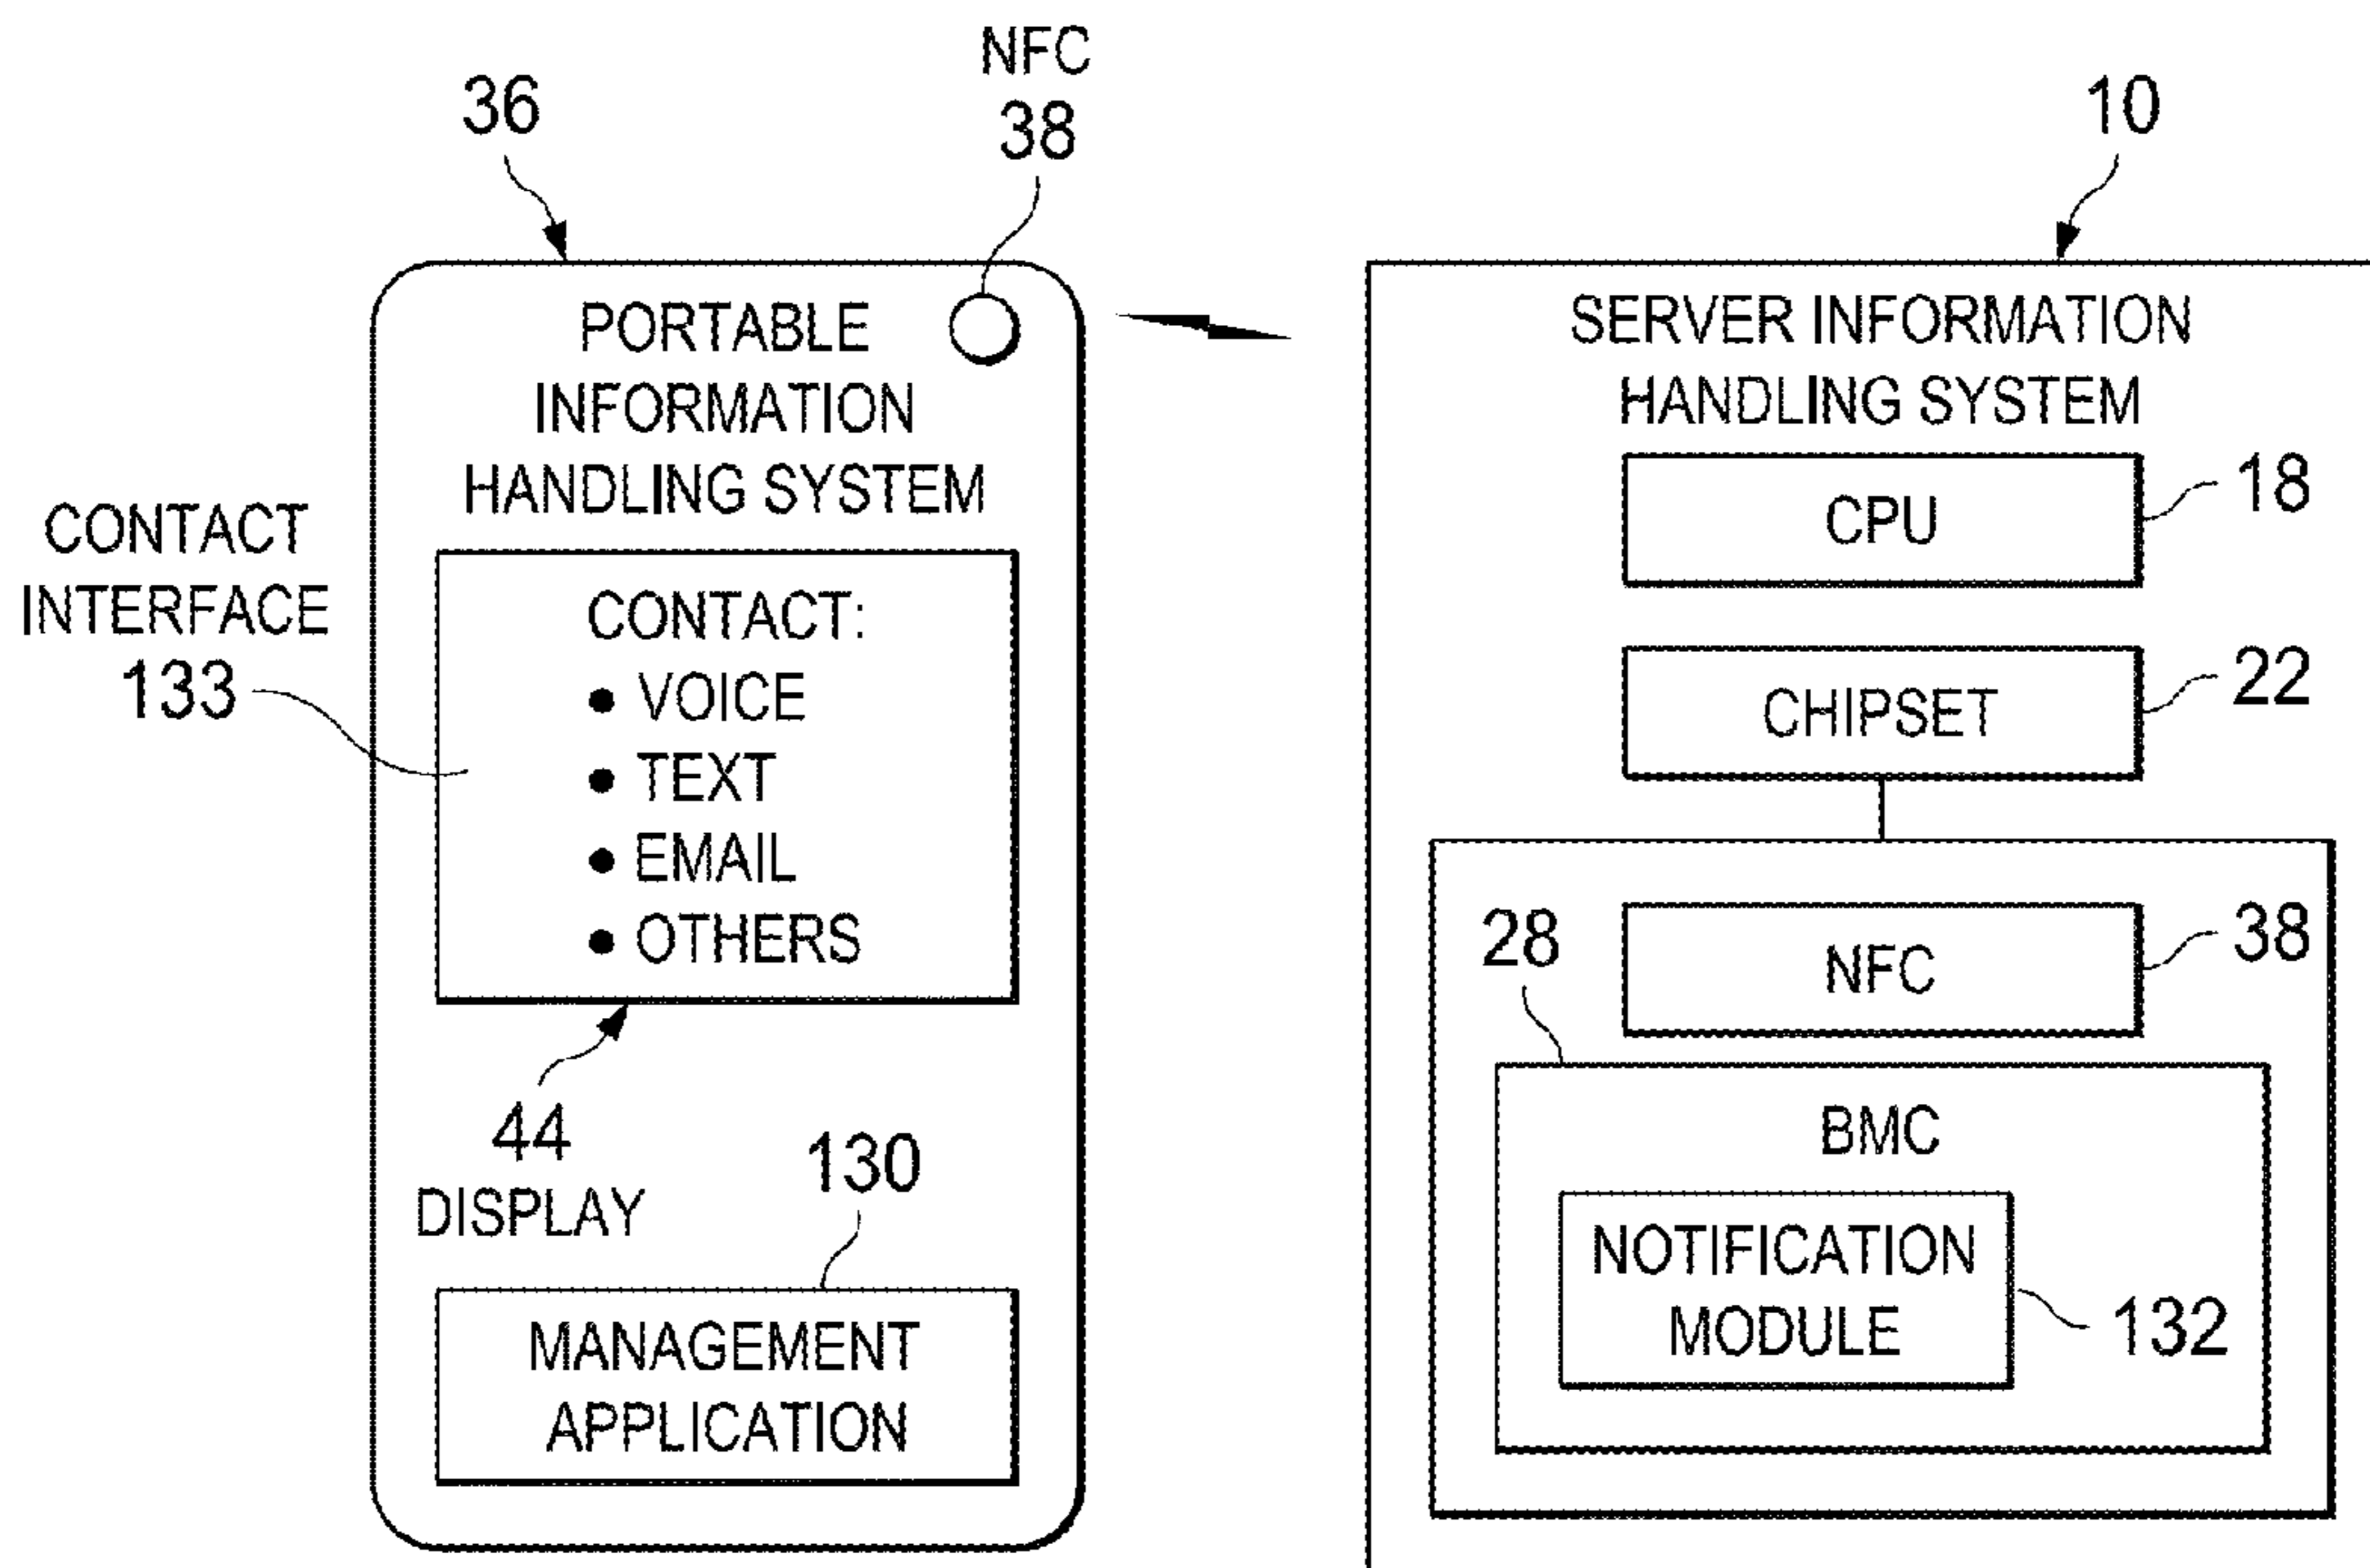 NFC
38
36
PORTABLE
INFORMATION
HANDLING SYSTEM
CONTACT
INTERFACE
133
CONTACT:
• VOICE
• TEXT
• EMAIL
• OTHERS
44
DISPLAY
130
MANAGEMENT
APPLICATION
10
SERVER INFORMATION
HANDLING SYSTEM
CPU
18
CHIPSET
22
NFC
38
28
BMC
NOTIFICATION
MODULE
132